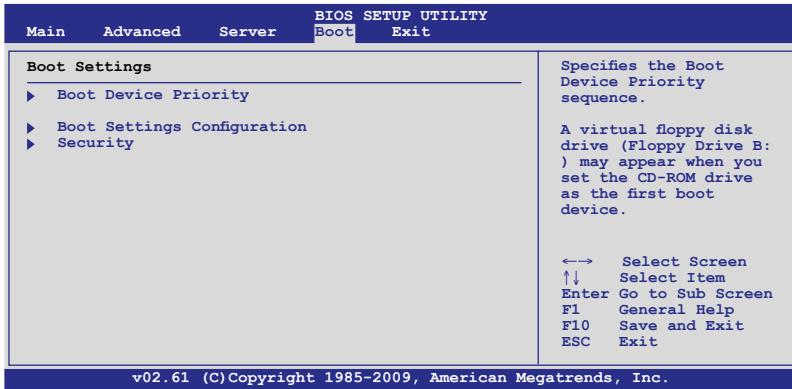 BIOS SETUP UTILITY
Main Advanced Server Boot Exit
Boot Settings
Boot Device Priority
Boot Settings Configuration
Security
Specifies the Boot
Device Priority
sequence.
A virtual floppy disk
drive (Floppy Drive B:
) may appear when you
set the CD-ROM drive
as the first boot
device.
←→ Select Screen
↑↓ Select Item
Enter Go to Sub Screen
F1 General Help
F10 Save and Exit
ESC Exit
v02.61 (C)Copyright 1985-2009, American Megatrends, Inc.